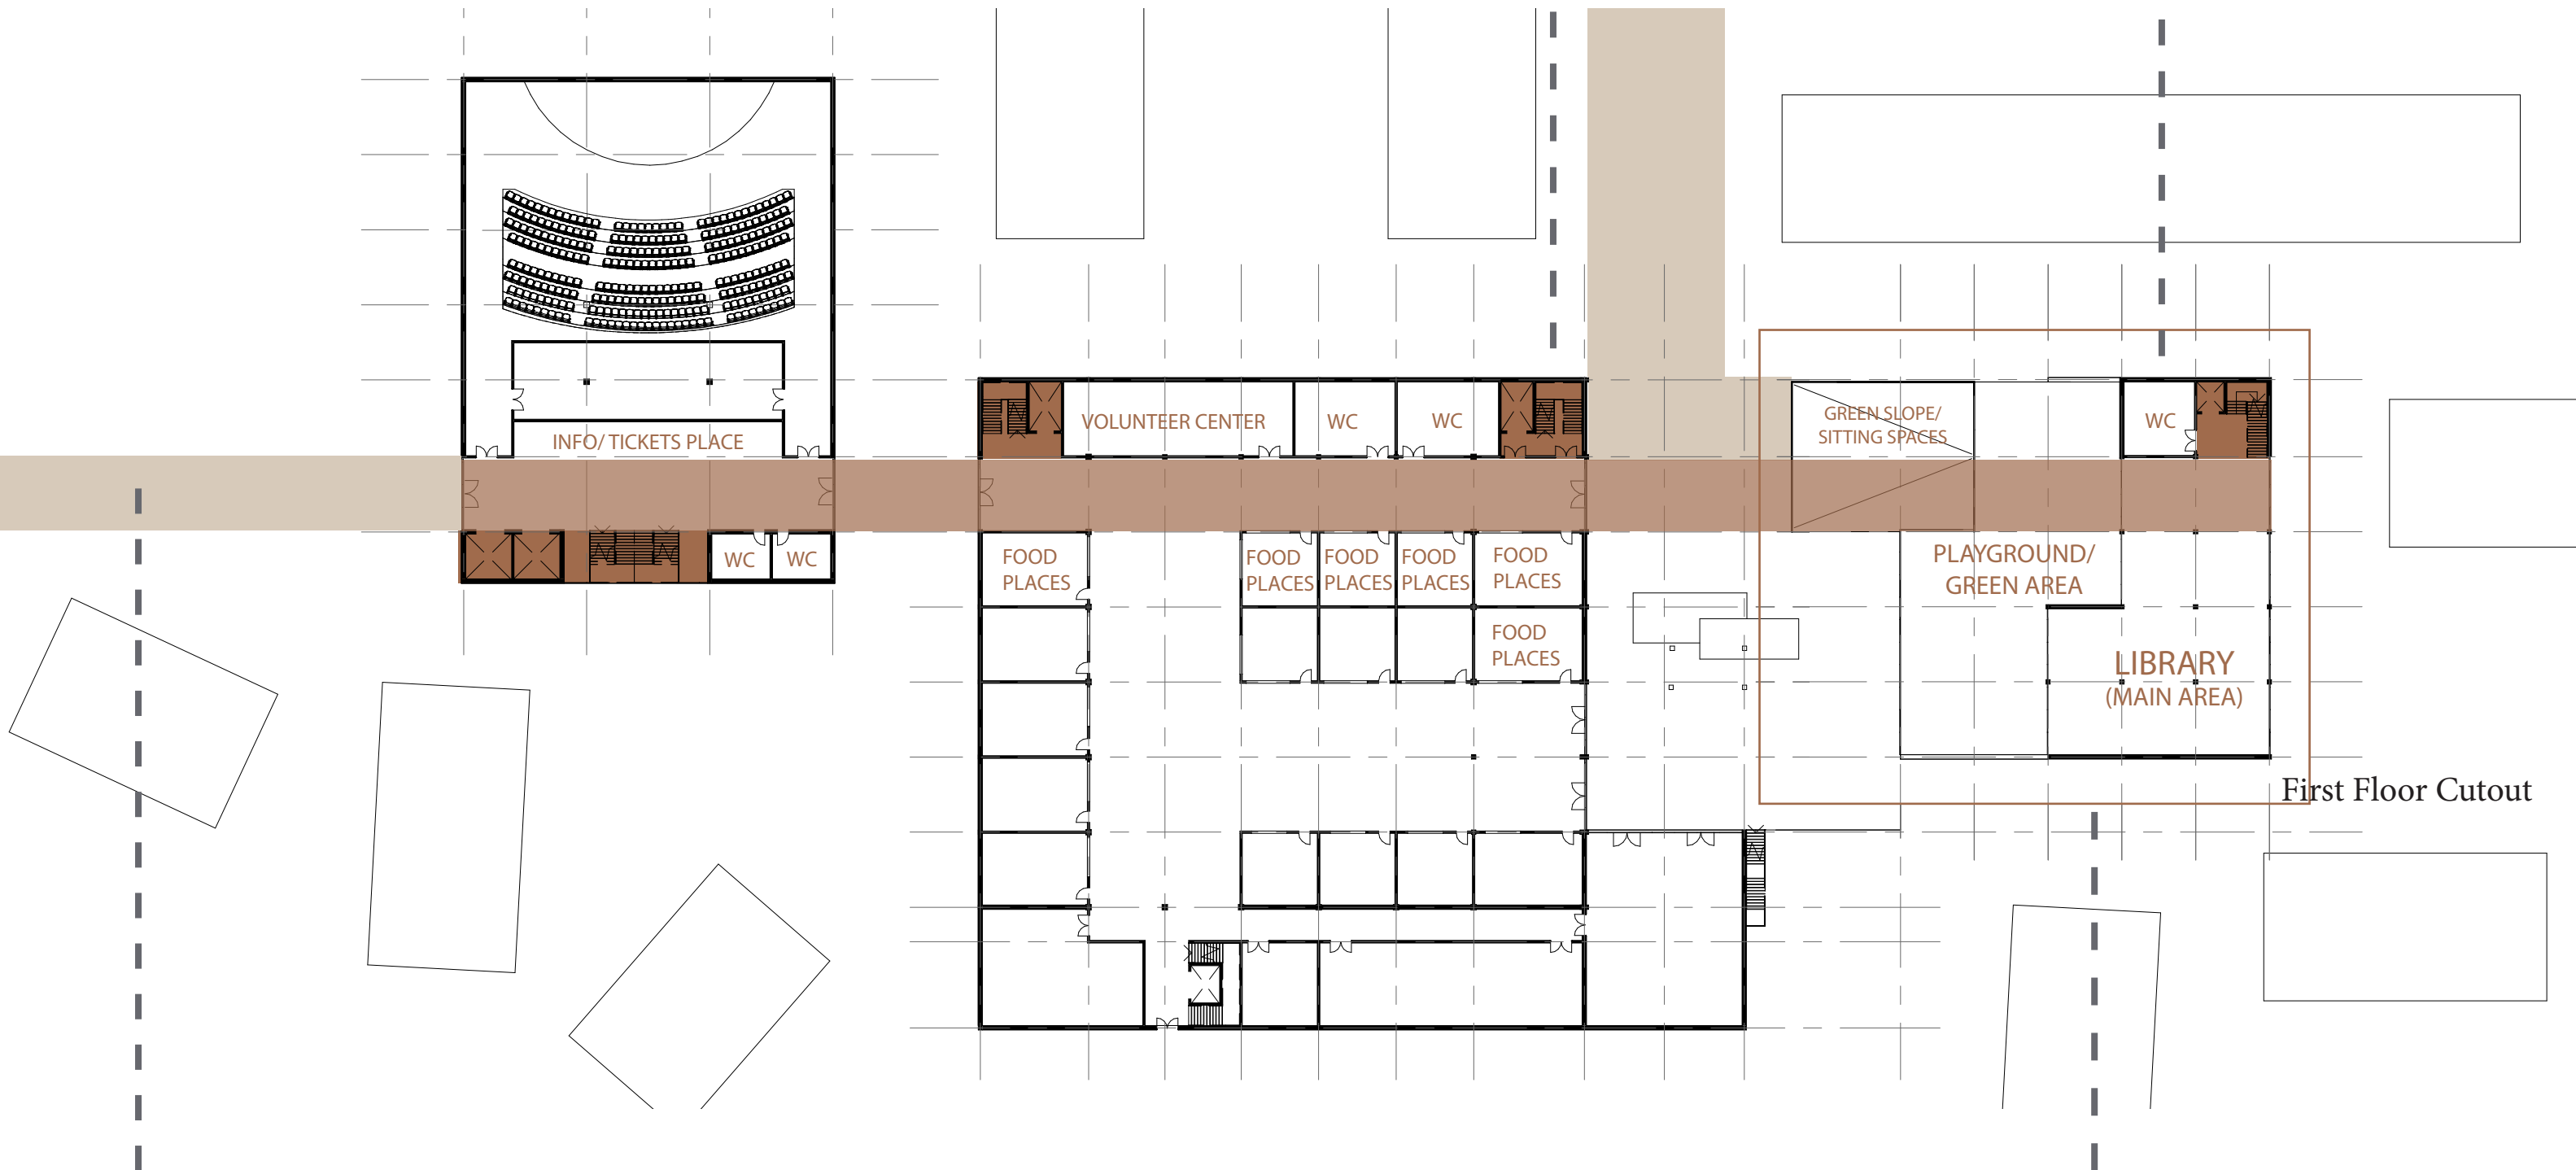 GREEN SLOPE/
SITTING SPACES
VOLUNTEER CENTER
WC
WC
WC
INFO/ TICKETS PLACE
WC
WC
FOOD
PLACES
FOOD
PLACES
FOOD
PLACES
FOOD
PLACES
FOOD
PLACES
PLAYGROUND/
GREEN AREA
FOOD
PLACES
LIBRARY
(MAIN AREA)
First Floor Cutout